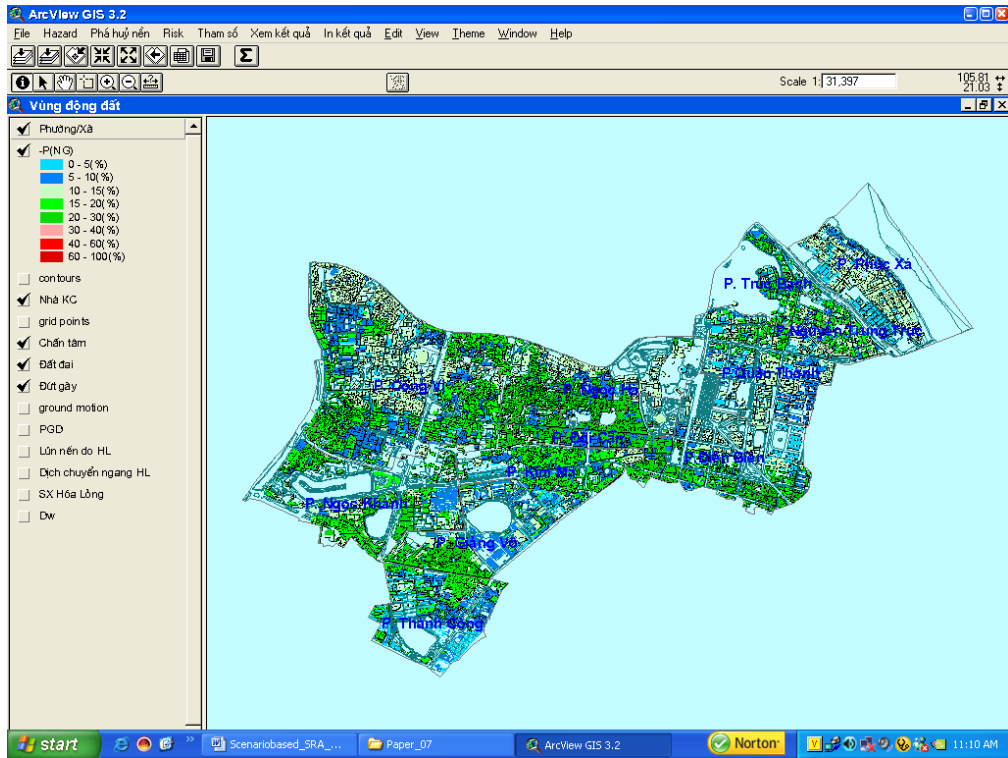 ArcView GIS 3.2
File Hazard Phá huỷ nền Risk Tham số Xem kết quả In kết quả Edit View Theme Window Help
Σ
Scale 1: 31,397 105.81 ↔
21.03 ↕
Vùng động đất
Phường/Xã
-P(NG)
0 - 5(%)
5 - 10(%)
10 - 15(%)
15 - 20(%)
20 - 30(%)
30 - 40(%)
40 - 60(%)
60 - 100(%)
contours
Nhà KC
grid points
Chấn tâm
Đất đai
Đứt gãy
ground motion
PGD
Lún nền do HL
Dịch chuyển ngang HL
SX Hóa Lỏng
Dw
P. Phúc Xá
P. Trúc Bạch
P. Nguyễn Trung Trực
P. Quán Thánh
P. Cống Vị
P. Ngọc Hà
P. Đội Cấn
P. Điện Biên
P. Kim Mã
P. Ngọc Khánh
P. Giảng Võ
P. Thành Công
start Scenariobased_SRA_... Paper_07 ArcView GIS 3.2 Norton V 11:10 AM